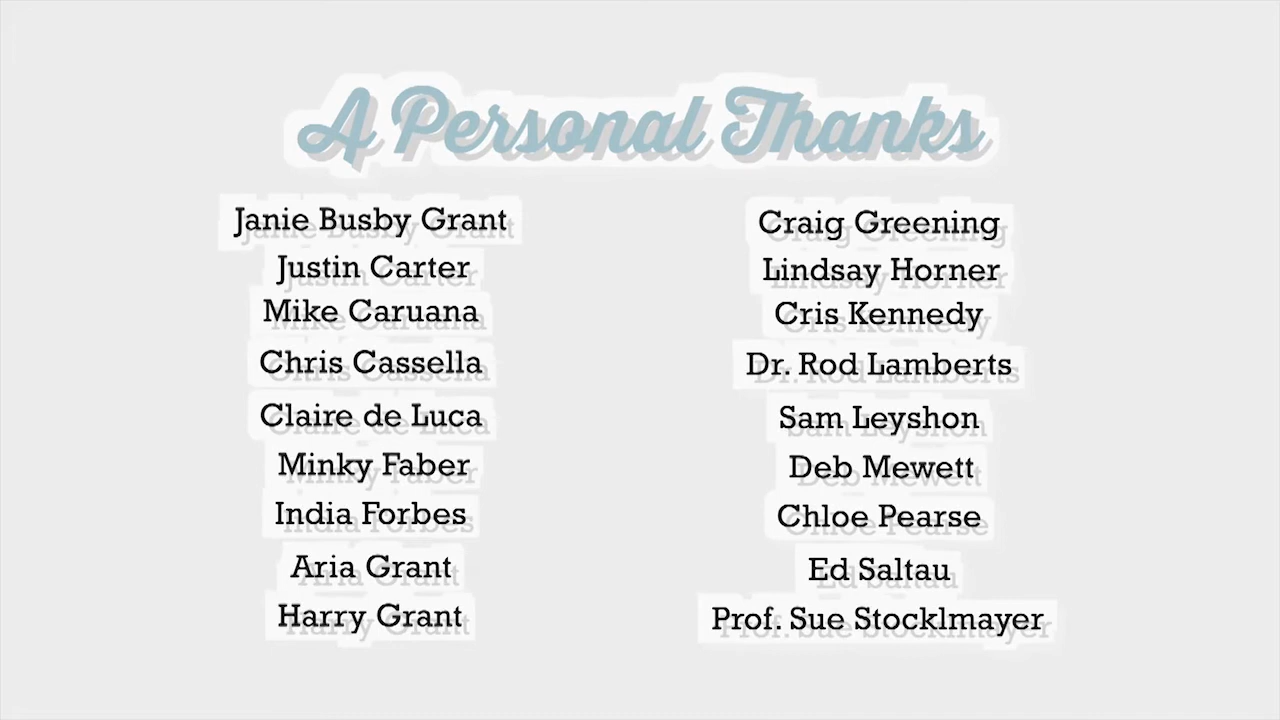 A Personal Thanks
Janie Busby Grant
Justin Carter
Mike Caruana
Chris Cassella
Claire de Luca
Minky Faber
India Forbes
Aria Grant
Harry Grant
Craig Greening
Lindsay Horner
Cris Kennedy
Dr. Rod Lamberts
Sam Leyshon
Deb Mewett
Chloe Pearse
Ed Saltau
Prof. Sue Stocklmayer